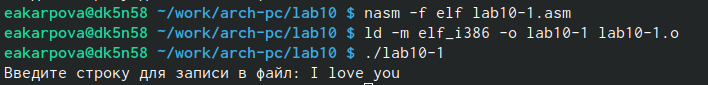 eakarpova@dk5n58 ~/work/arch-pc/lab10 $ nasm -f elf lab10-1.asm
eakarpova@dk5n58 ~/work/arch-pc/lab10 $ ld -m elf_i386 -o lab10-1 lab10-1.o
eakarpova@dk5n58 ~/work/arch-pc/lab10 $ ./lab10-1
Введите строку для записи в файл: I love you